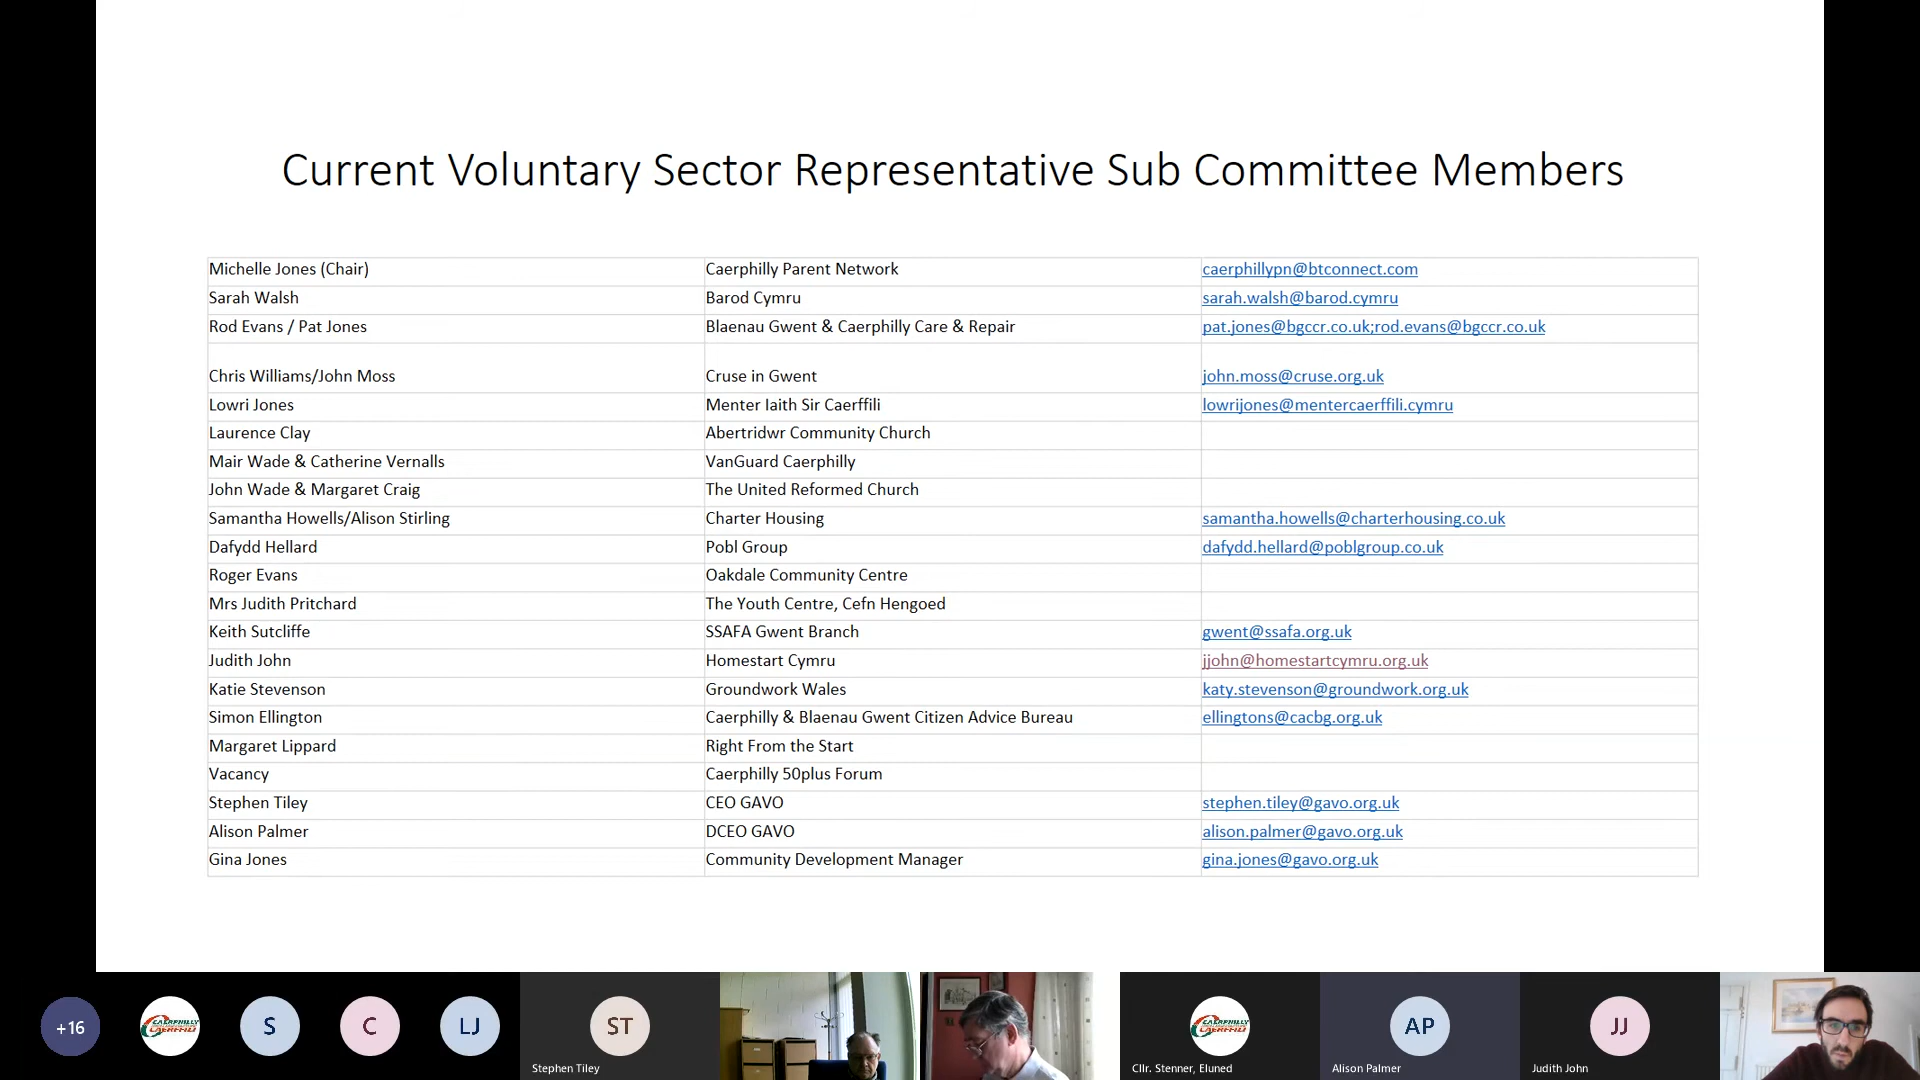 Current Voluntary Sector Representative Sub Committee Members
Michelle Jones (Chair) Caerphilly Parent Network caerphillypn@btconnect.com
Sarah Walsh Barod Cymru sarah.walsh@barod.cymru
Rod Evans / Pat Jones Blaenau Gwent & Caerphilly Care & Repair pat.jones@bgccr.co.uk;rod.evans@bgccr.co.uk
Chris Williams/John Moss Cruse in Gwent john.moss@cruse.org.uk
Lowri Jones Menter Iaith Sir Caerffili lowrijones@mentercaerffili.cymru
Laurence Clay Abertridwr Community Church
Mair Wade & Catherine Vernalls VanGuard Caerphilly
John Wade & Margaret Craig The United Reformed Church
Samantha Howells/Alison Stirling Charter Housing samantha.howells@charterhousing.co.uk
Dafydd Hellard Pobl Group dafydd.hellard@poblgroup.co.uk
Roger Evans Oakdale Community Centre
Mrs Judith Pritchard The Youth Centre, Cefn Hengoed
Keith Sutcliffe SSAFA Gwent Branch gwent@ssafa.org.uk
Judith John Homestart Cymru jjohn@homestartcymru.org.uk
Katie Stevenson Groundwork Wales katy.stevenson@groundwork.org.uk
Simon Ellington Caerphilly & Blaenau Gwent Citizen Advice Bureau ellingtons@cacbg.org.uk
Margaret Lippard Right From the Start
Vacancy Caerphilly 50plus Forum
Stephen Tiley CEO GAVO stephen.tiley@gavo.org.uk
Alison Palmer DCEO GAVO alison.palmer@gavo.org.uk
Gina Jones Community Development Manager gina.jones@gavo.org.uk
+16 S C LJ ST AP JJ
Stephen Tiley Cllr. Stenner, Eluned Alison Palmer Judith John